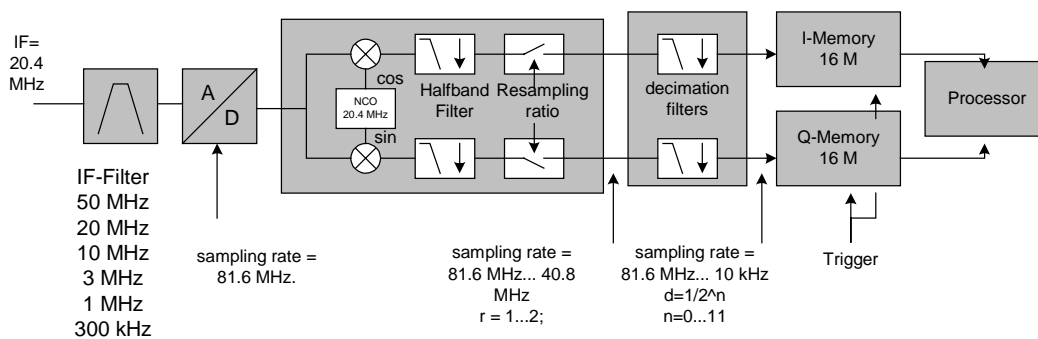 IF=
20.4
MHz
A
D
cos
NCO
20.4 MHz
sin
Halfband
Filter
Resampling
ratio
decimation
filters
I-Memory
16 M
Q-Memory
16 M
Processor
IF-Filter
50 MHz
20 MHz
10 MHz
3 MHz
1 MHz
300 kHz
sampling rate =
81.6 MHz.
sampling rate =
81.6 MHz... 40.8
MHz
r = 1...2;
sampling rate =
81.6 MHz... 10 kHz
d=1/2^n
n=0...11
Trigger